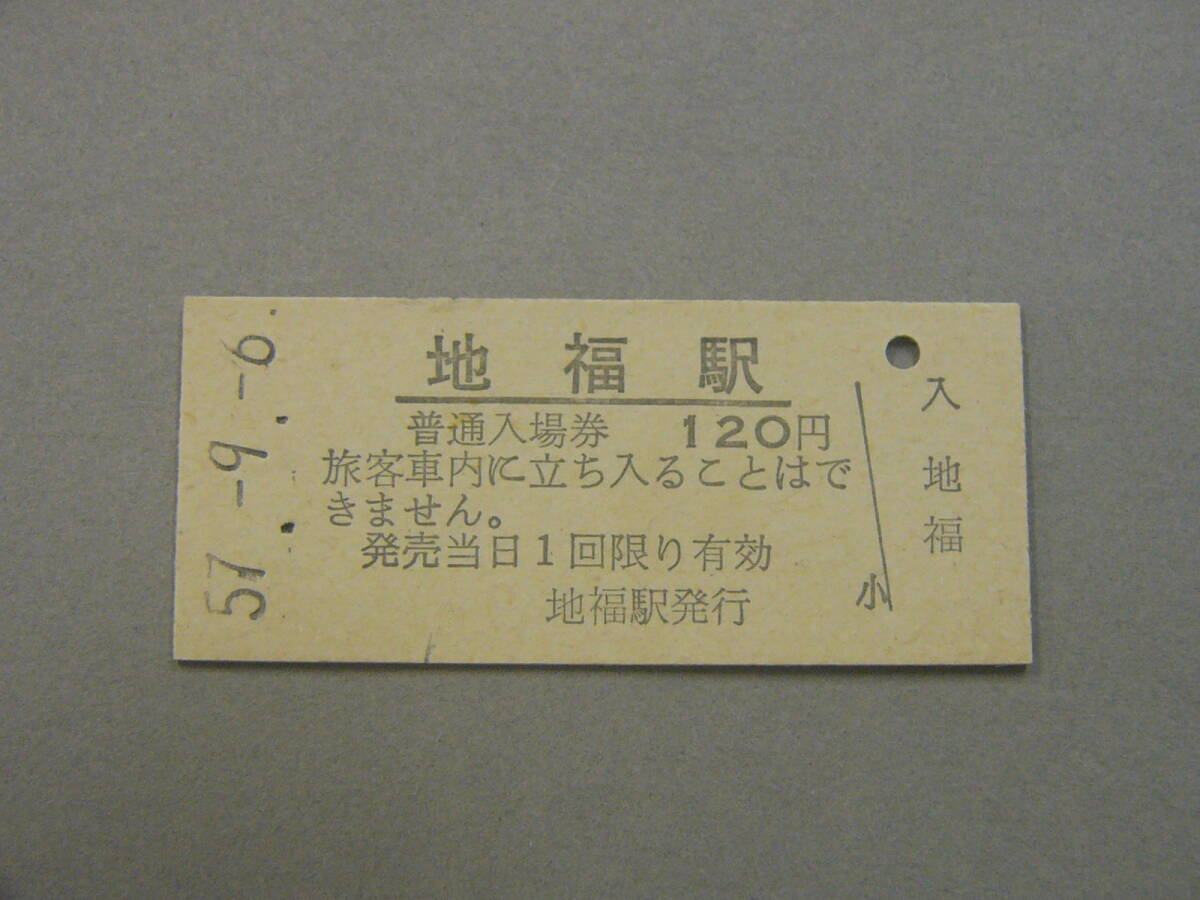 地福駅
普通入場券 120円
旅客車内に立ち入ることはで
きません。
発売当日1回限り有効
地福駅発行
小
入
地
福
57.-9.-6.